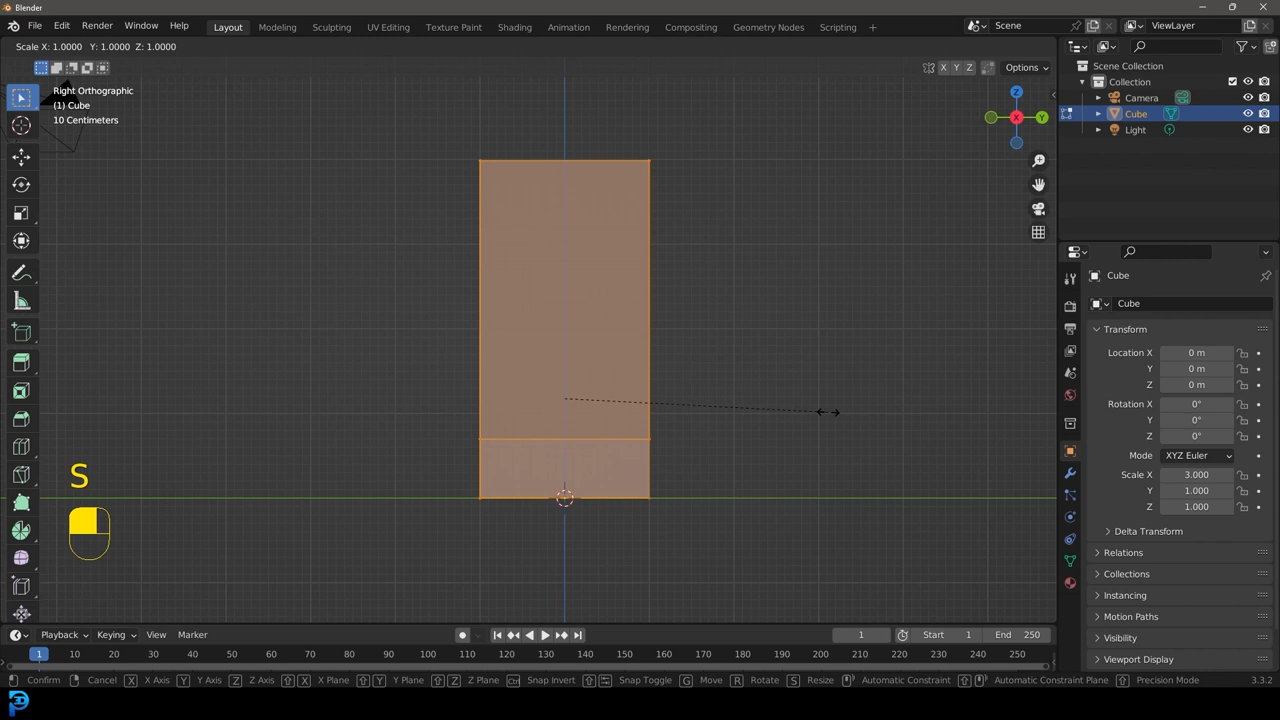 Blender
File Edit Render Window Help Layout Modeling Sculpting UV Editing Texture Paint Shading Animation Rendering Compositing Geometry Nodes Scripting Scene ViewLayer
Scale X: 1.0000 Y: 1.0000 Z: 1.0000
X Y Z Options
Right Orthographic
(1) Cube
10 Centimeters
Z
X
Y
Scene Collection
Collection
Camera
Cube
Light
Cube
Cube
Transform
Location X 0 m
Y 0 m
Z 0 m
Rotation X 0°
Y 0°
Z 0°
Mode XYZ Euler
Scale X 3.000
Y 1.000
Z 1.000
Delta Transform
Relations
Collections
Instancing
Motion Paths
Visibility
Viewport Display
S
Playback Keying View Marker 1 Start 1 End 250
1 10 20 30 40 50 60 70 80 90 100 110 120 130 140 150 160 170 180 190 200 210 220 230 240 250
Confirm Cancel X X Axis Y Y Axis Z Z Axis X X Plane Y Y Plane Z Z Plane Ctrl Snap Invert Snap Toggle G Move R Rotate S Resize Automatic Constraint Automatic Constraint Plane Precision Mode 3.3.2